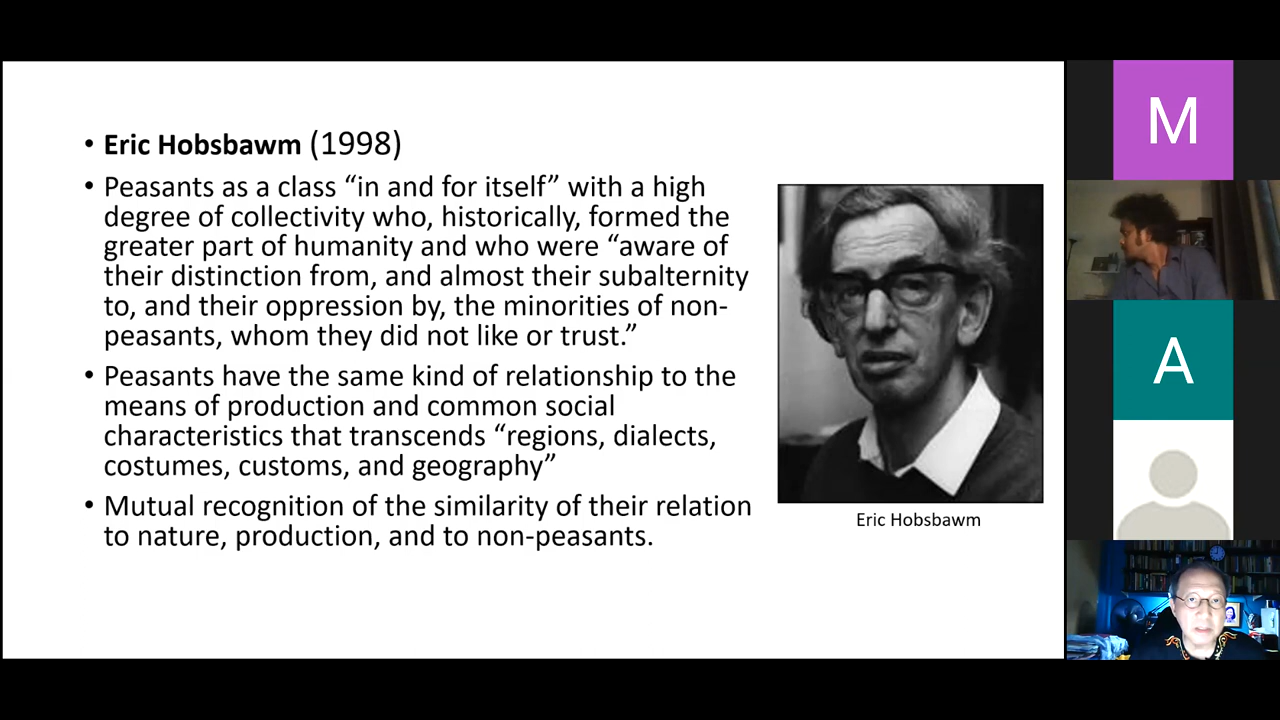 • Eric Hobsbawm (1998)
• Peasants as a class “in and for itself” with a high
degree of collectivity who, historically, formed the
greater part of humanity and who were “aware of
their distinction from, and almost their subalternity
to, and their oppression by, the minorities of non-
peasants, whom they did not like or trust.”
• Peasants have the same kind of relationship to the
means of production and common social
characteristics that transcends “regions, dialects,
costumes, customs, and geography”
• Mutual recognition of the similarity of their relation
to nature, production, and to non-peasants.
Eric Hobsbawm
M
A